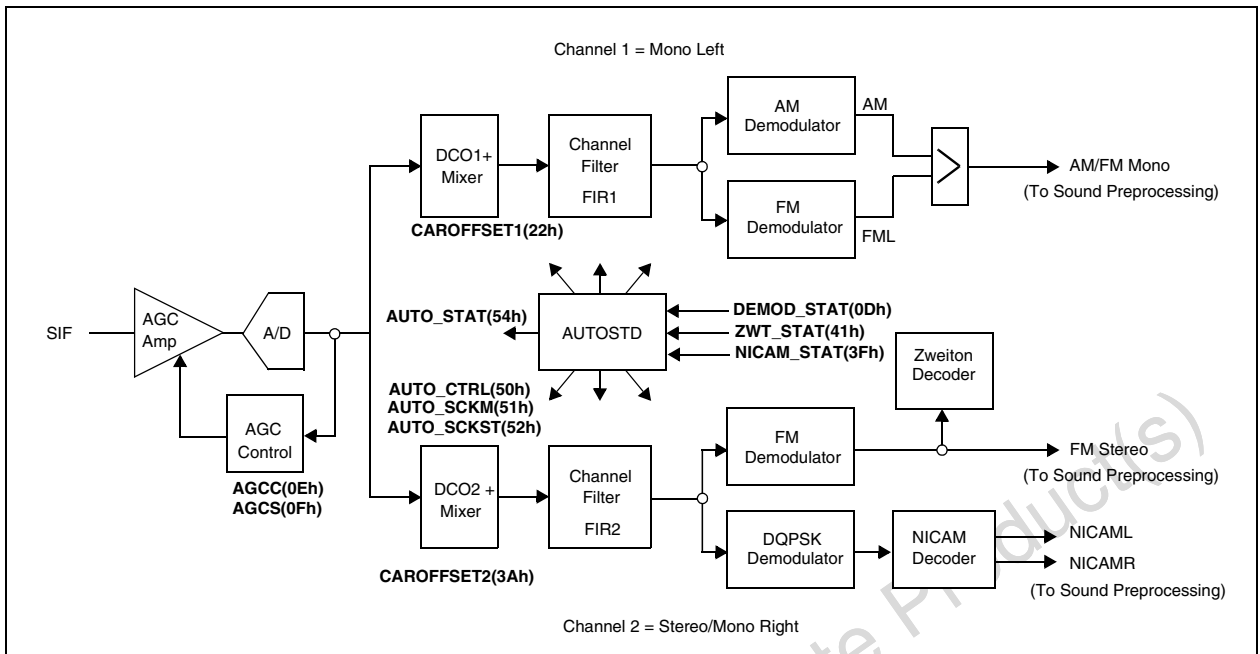 Channel 1 = Mono Left
AM
Demodulator
AM
DCO1+
Mixer
Channel
Filter
FIR1
AM/FM Mono
(To Sound Preprocessing)
FM
Demodulator
FML
CAROFFSET1(22h)
SIF
AGC
Amp
A/D
AUTO_STAT(54h)
AUTOSTD
DEMOD_STAT(0Dh)
ZWT_STAT(41h)
NICAM_STAT(3Fh)
Zweiton
Decoder
AUTO_CTRL(50h)
AUTO_SCKM(51h)
AUTO_SCKST(52h)
AGC
Control
AGCC(0Eh)
AGCS(0Fh)
DCO2 +
Mixer
Channel
Filter
FIR2
FM
Demodulator
FM Stereo
(To Sound Preprocessing)
DQPSK
Demodulator
NICAM
Decoder
NICAML
NICAMR
(To Sound Preprocessing)
CAROFFSET2(3Ah)
Channel 2 = Stereo/Mono Right
te Product(s)